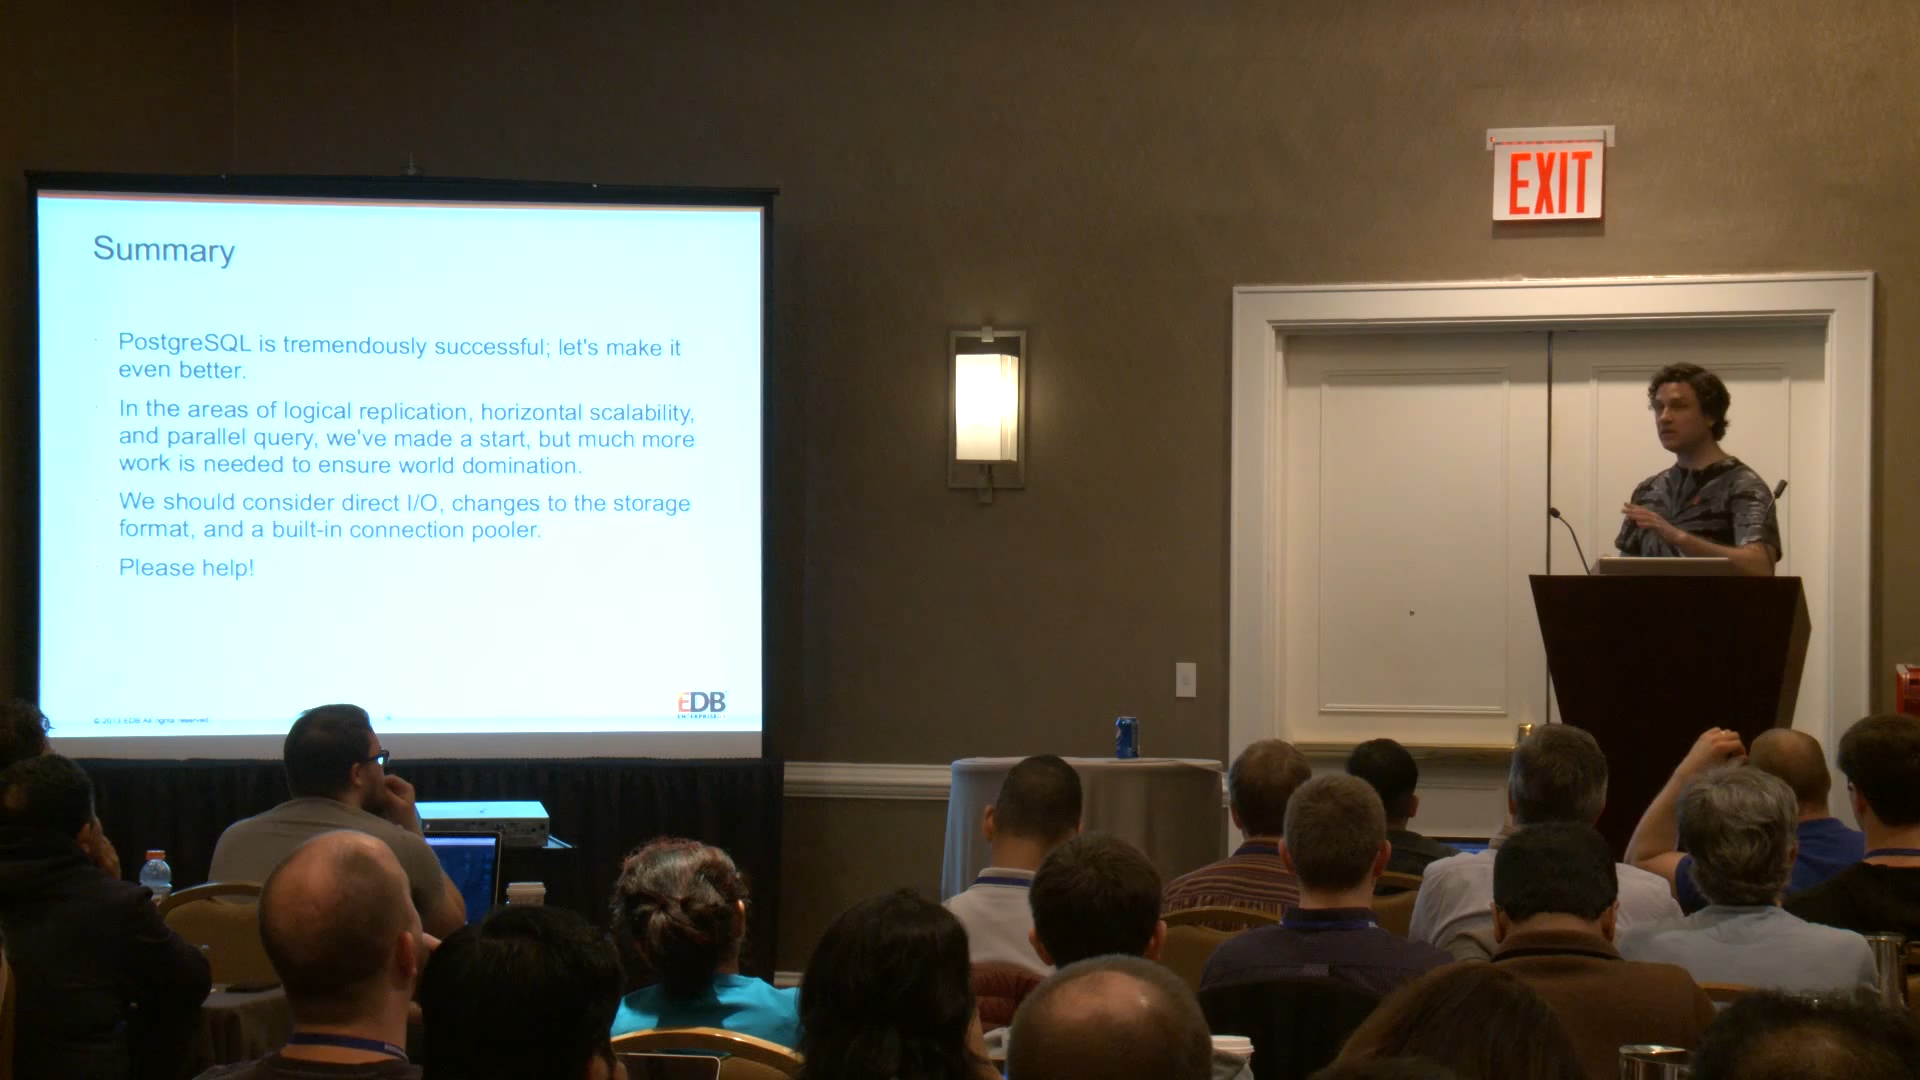 EXIT
Summary
PostgreSQL is tremendously successful; let's make it
even better.
In the areas of logical replication, horizontal scalability,
and parallel query, we've made a start, but much more
work is needed to ensure world domination.
We should consider direct I/O, changes to the storage
format, and a built-in connection pooler.
Please help!
EDB